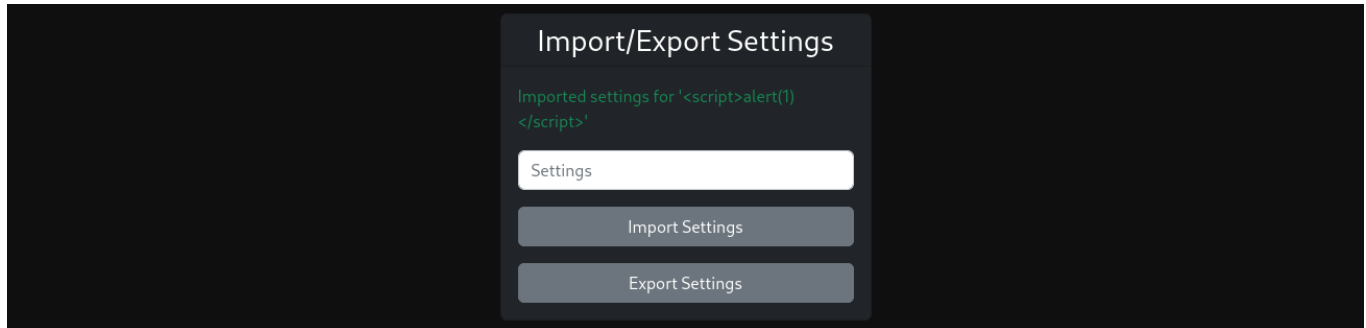 Import/Export Settings
Imported settings for '<script>alert(1)
</script>'
Settings
Import Settings
Export Settings